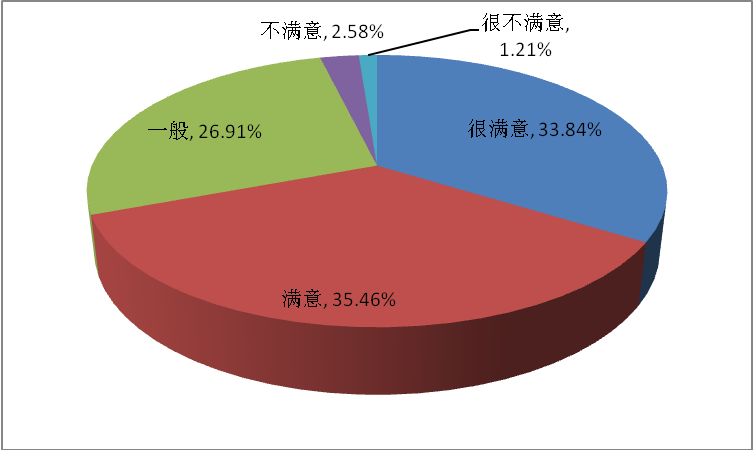 不满意, 2.58%
很不满意,
1.21%
一般, 26.91%
很满意, 33.84%
满意, 35.46%